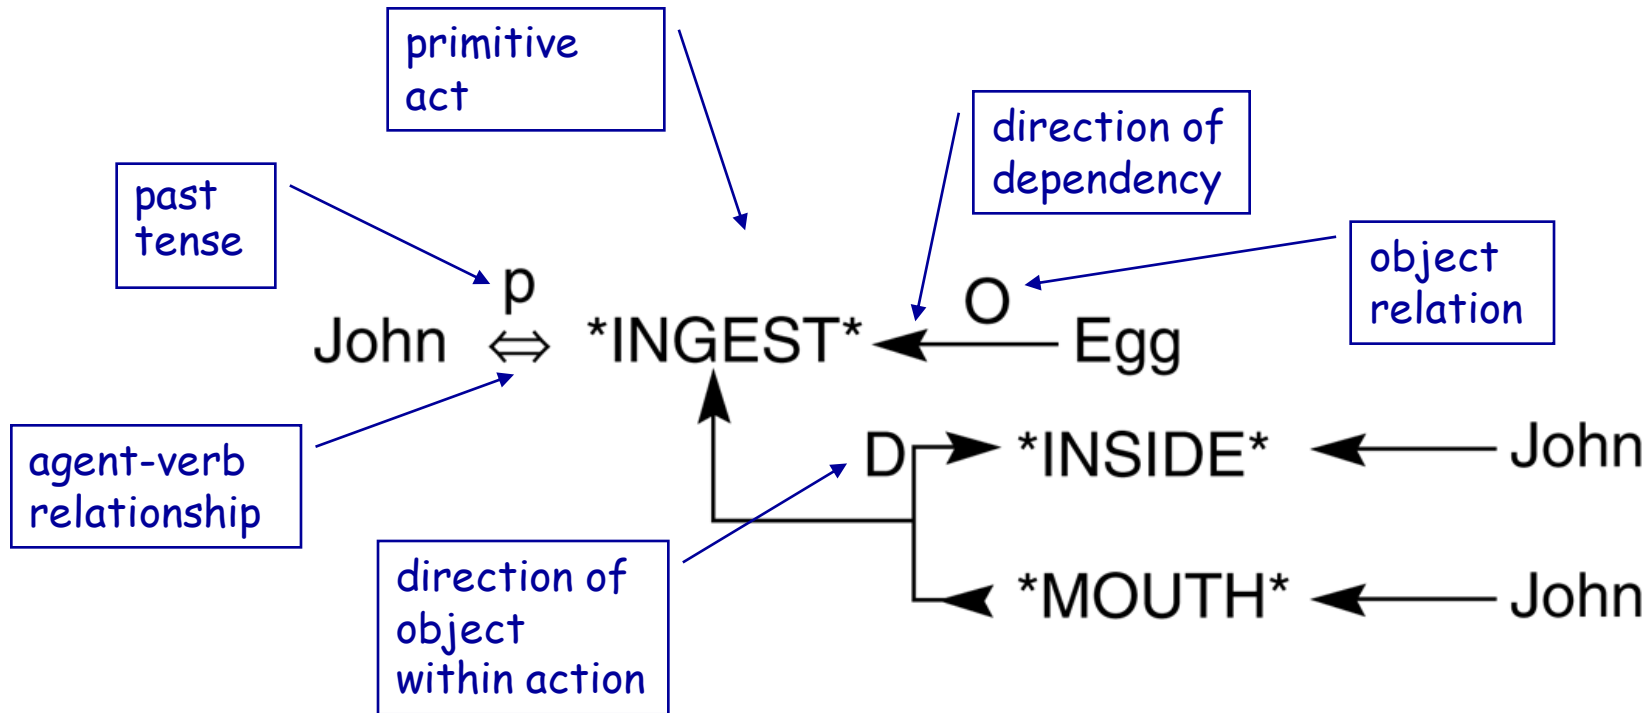 primitive
act
direction of
dependency
past
tense
object
relation
p
O
John ⇔ *INGEST* Egg
agent-verb
relationship
D *INSIDE* John
direction of
object
within action
*MOUTH* John